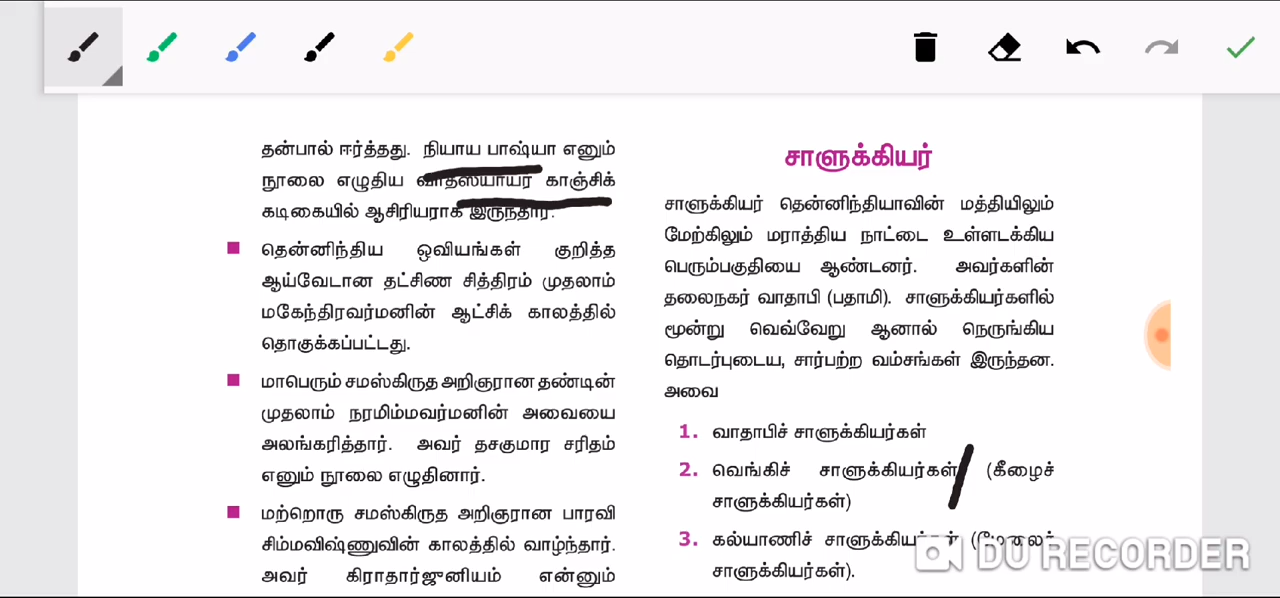 தன்பால் ஈர்த்தது. நியாய பாஷ்யா எனும்
நூலை எழுதிய வாதஸ்யாயர் காஞ்சிக்
கடிகையில் ஆசிரியராக இருந்தார்.
தென்னிந்திய ஓவியங்கள் குறித்த
ஆய்வேடான தட்சிண சித்திரம் முதலாம்
மகேந்திரவர்மனின் ஆட்சிக் காலத்தில்
தொகுக்கப்பட்டது.
மாபெரும் சமஸ்கிருத அறிஞரான தண்டின்
முதலாம் நரமிம்மவர்மனின் அவையை
அலங்கரித்தார். அவர் தசகுமார சரிதம்
எனும் நூலை எழுதினார்.
மற்றொரு சமஸ்கிருத அறிஞரான பாரவி
சிம்மவிஷ்ணுவின் காலத்தில் வாழ்ந்தார்.
அவர் கிராதார்ஜுனியம் என்னும்
சாளுக்கியர்
சாளுக்கியர் தென்னிந்தியாவின் மத்தியிலும்
மேற்கிலும் மராத்திய நாட்டை உள்ளடக்கிய
பெரும்பகுதியை ஆண்டனர். அவர்களின்
தலைநகர் வாதாபி (பதாமி). சாளுக்கியர்களில்
மூன்று வெவ்வேறு ஆனால் நெருங்கிய
தொடர்புடைய, சார்பற்ற வம்சங்கள் இருந்தன.
அவை
1. வாதாபிச் சாளுக்கியர்கள்
2. வெங்கிச் சாளுக்கியர்கள் (கீழைச்
சாளுக்கியர்கள்)
3. கல்யாணிச் சாளுக்கியர்கள் (மேலைச்
சாளுக்கியர்கள்).
DU RECORDER